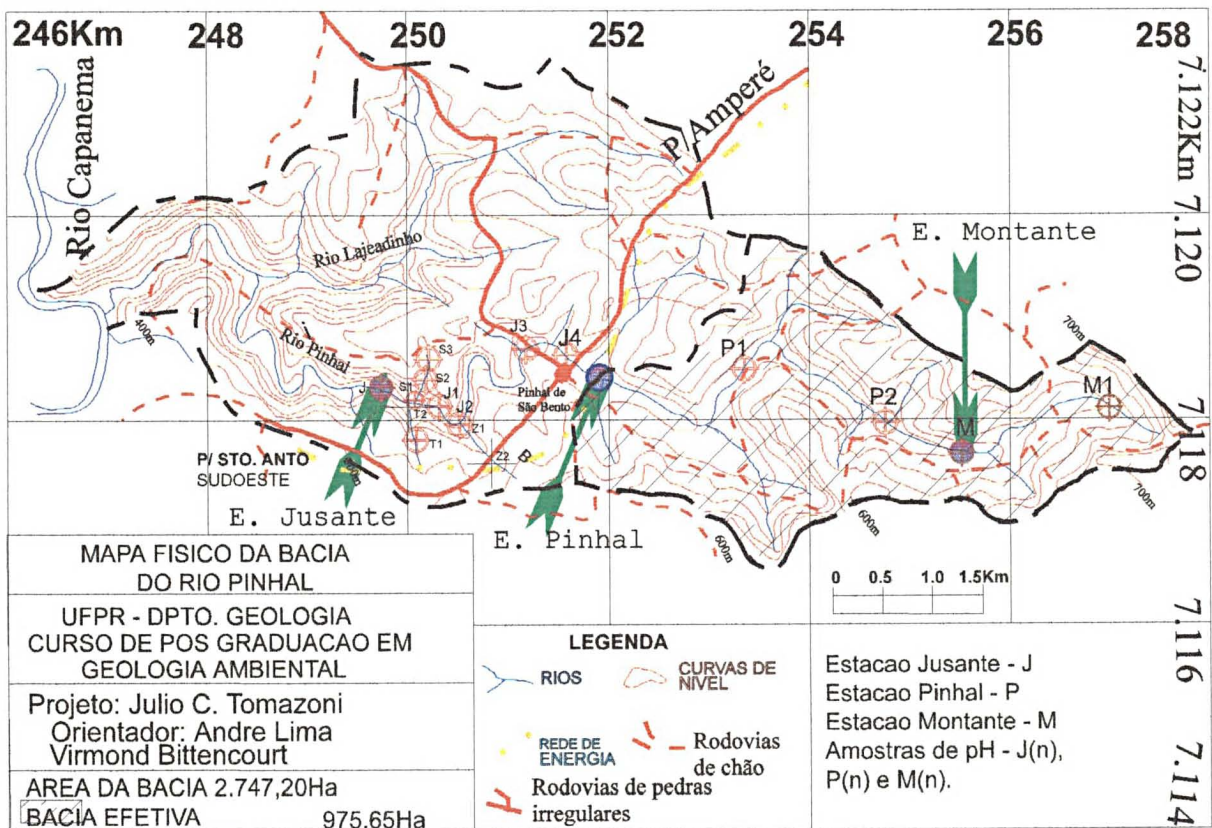 246Km 248 250 252 254 256 258
7.122Km
7.120
7.118
7.116
7.114
Rio Capanema
P/ Amperé
Rio Lajeadinho
E. Montante
400m
Rio Pinhal
J3
J4
S3
S2
S1
J
J1
J2
T2
T1
Z1
Z2
B
Pinhal de
São Bento
P1
P2
M
M1
700m
700m
600m
600m
P/ STO. ANTO
SUDOESTE
E. Jusante
E. Pinhal
0 0.5 1.0 1.5Km
MAPA FISICO DA BACIA
DO RIO PINHAL
UFPR - DPTO. GEOLOGIA
CURSO DE POS GRADUACAO EM
GEOLOGIA AMBIENTAL
Projeto: Julio C. Tomazoni
Orientador: Andre Lima
Virmond Bittencourt
AREA DA BACIA 2.747,20Ha
BACIA EFETIVA 975,65Ha
LEGENDA
RIOS
CURVAS DE
NIVEL
REDE DE
ENERGIA
Rodovias
de chão
Rodovias de pedras
irregulares
Estacao Jusante - J
Estacao Pinhal - P
Estacao Montante - M
Amostras de pH - J(n),
P(n) e M(n).